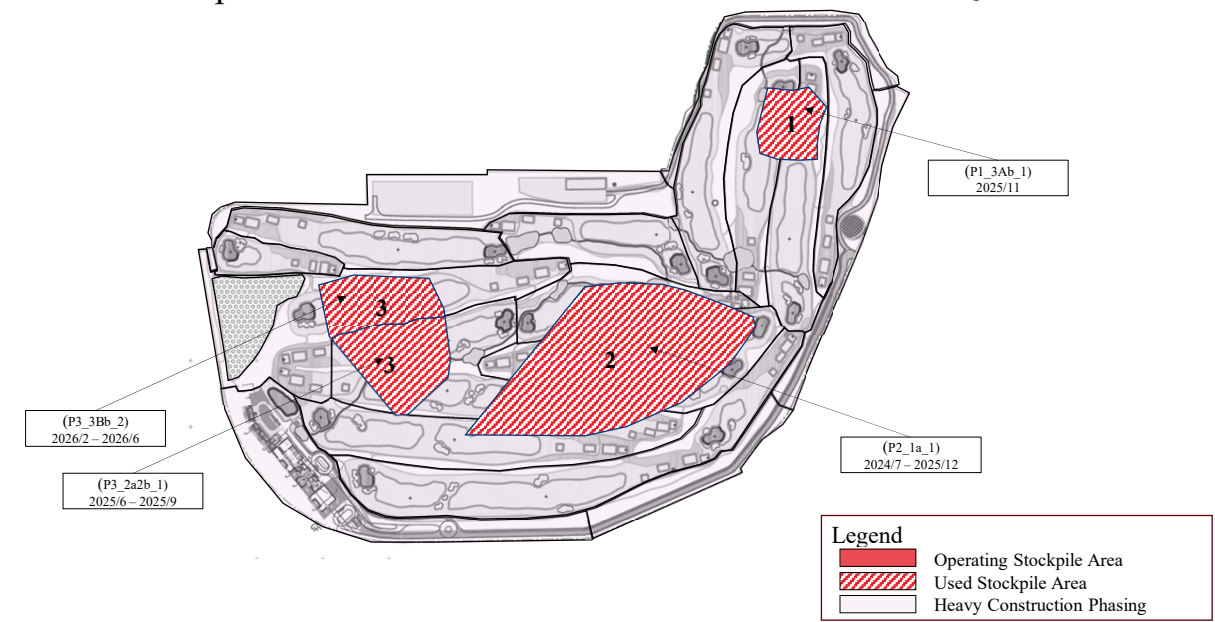 1
(P1_3Ab_1)
2025/11
3
2
3
(P3_3Bb_2)
2026/2 – 2026/6
(P2_1a_1)
2024/7 – 2025/12
(P3_2a2b_1)
2025/6 – 2025/9
Legend
Operating Stockpile Area
Used Stockpile Area
Heavy Construction Phasing